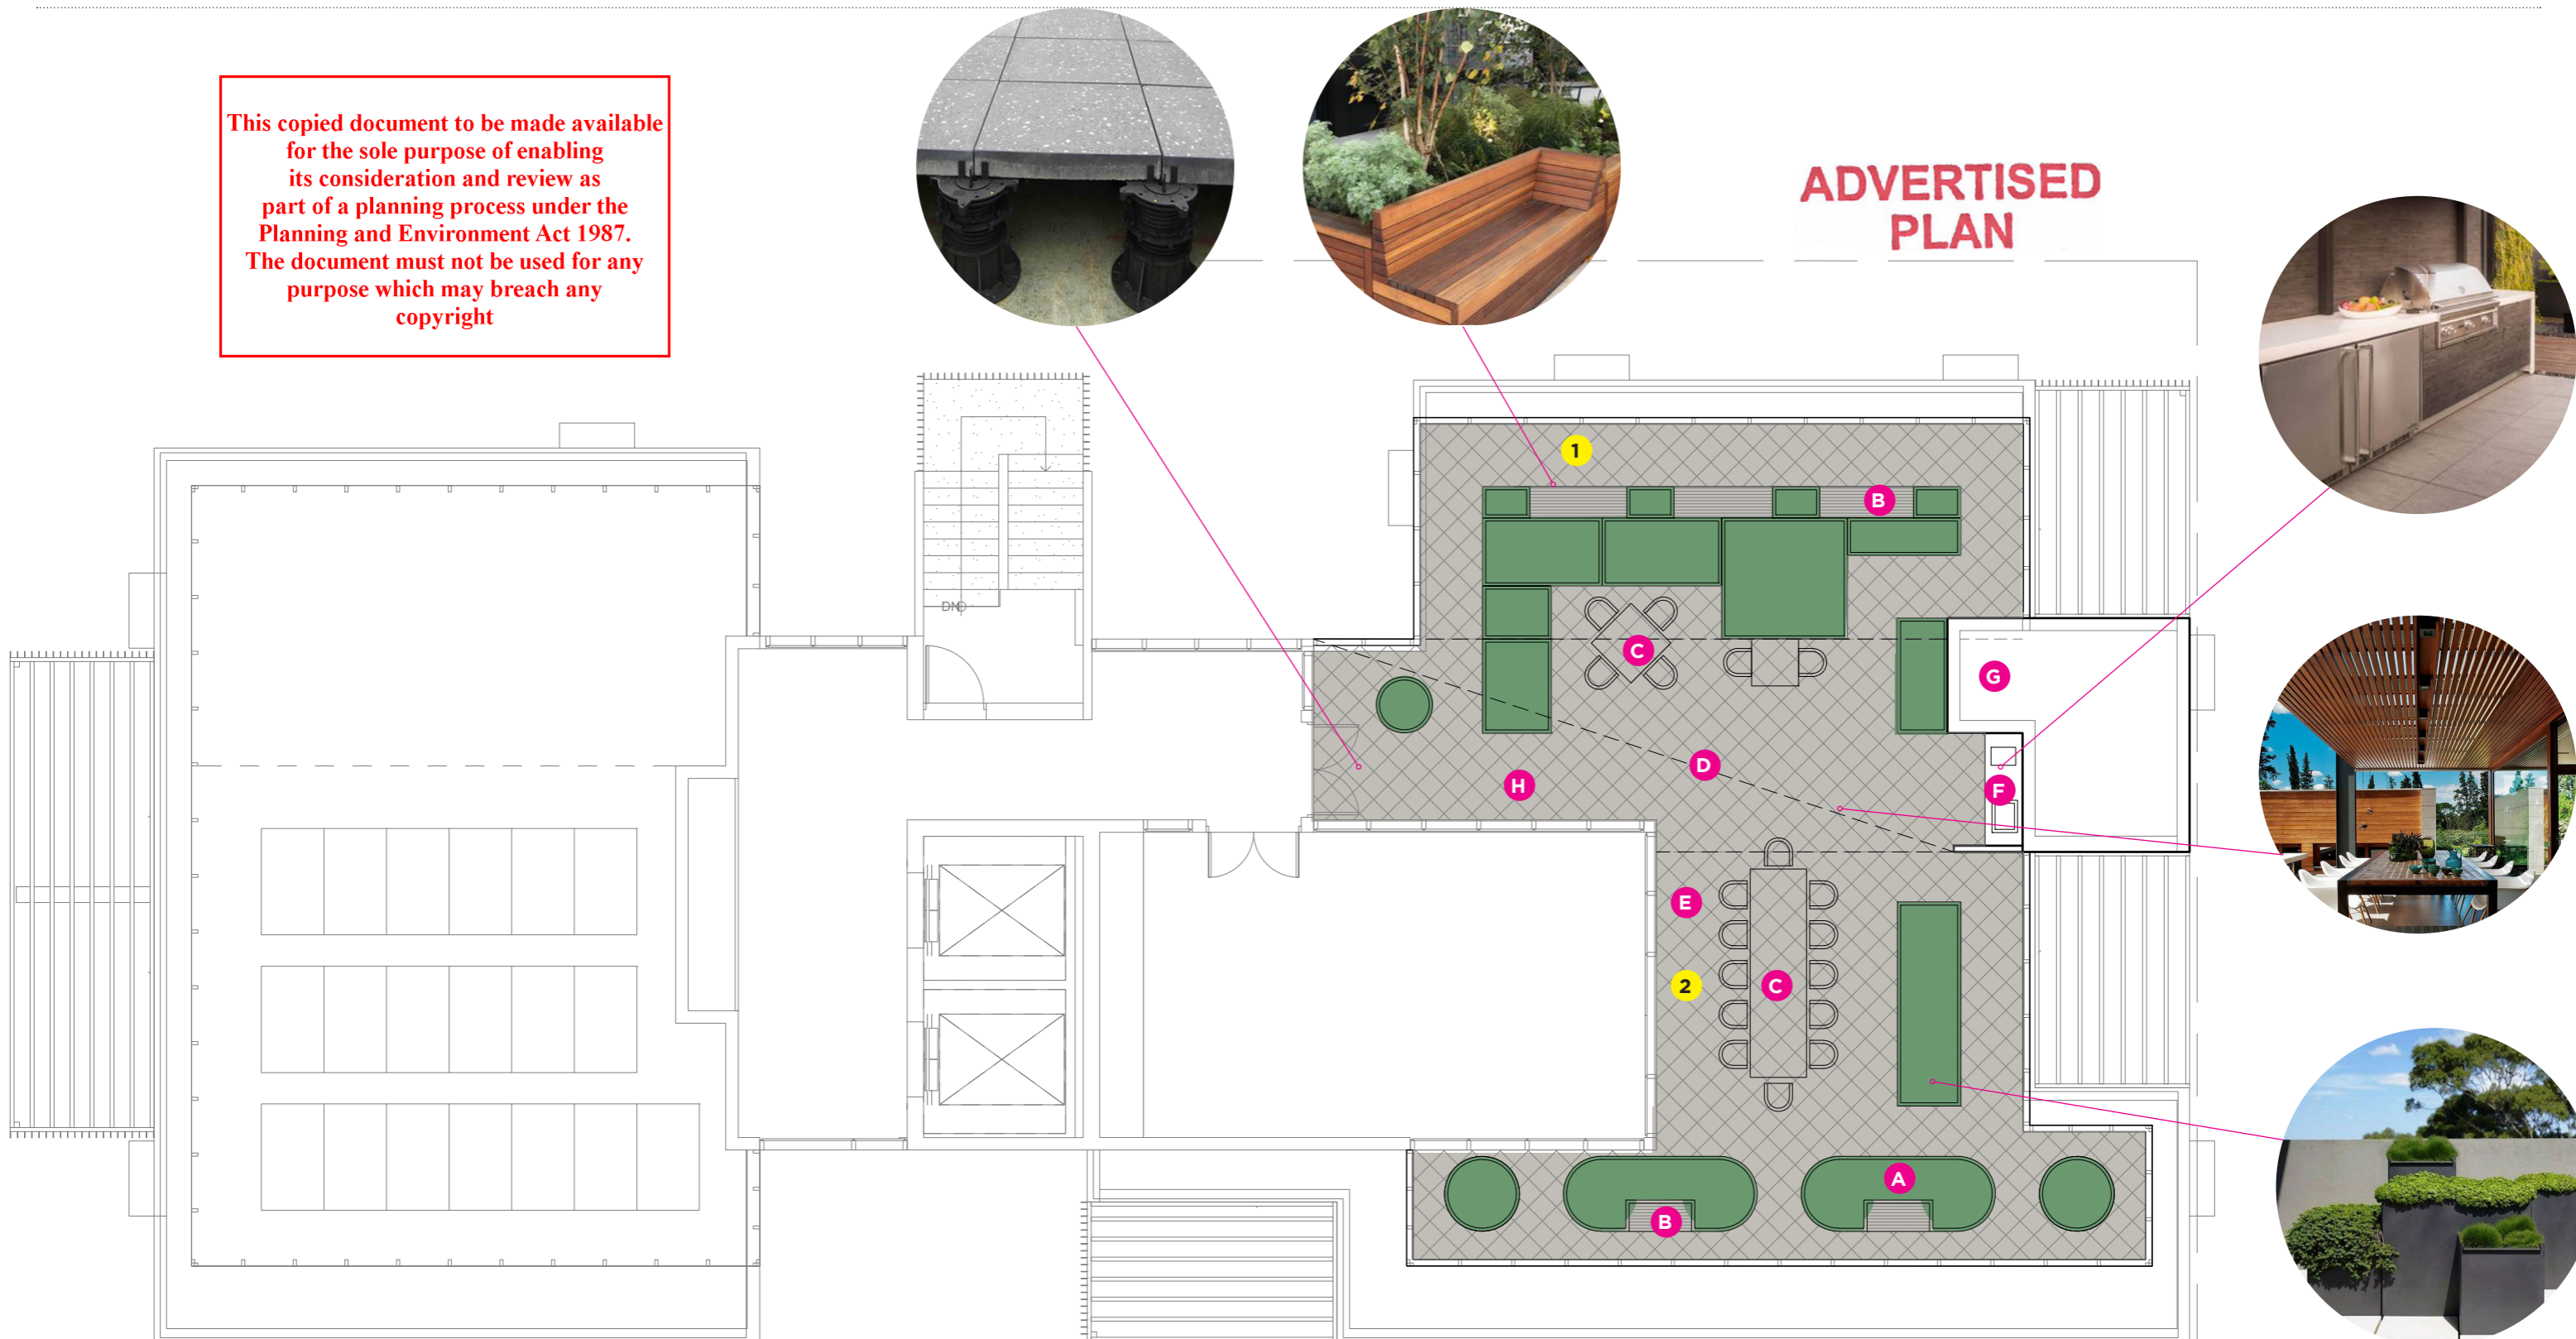 This copied document to be made available
for the sole purpose of enabling
its consideration and review as
part of a planning process under the
Planning and Environment Act 1987.
The document must not be used for any
purpose which may breach any
copyright
ADVERTISED
PLAN
1
B
DN
C
G
D
H
F
E
2
C
A
B